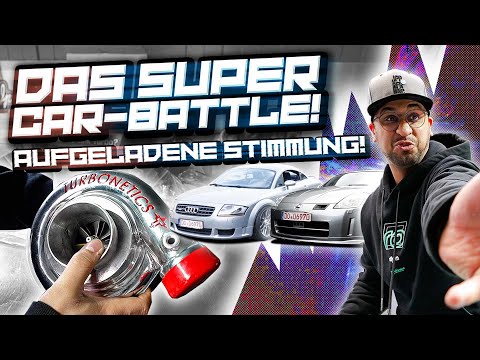 DAS SUPER
CAR-BATTLE!
AUFGELADENE STIMMUNG!
TURBONETICS